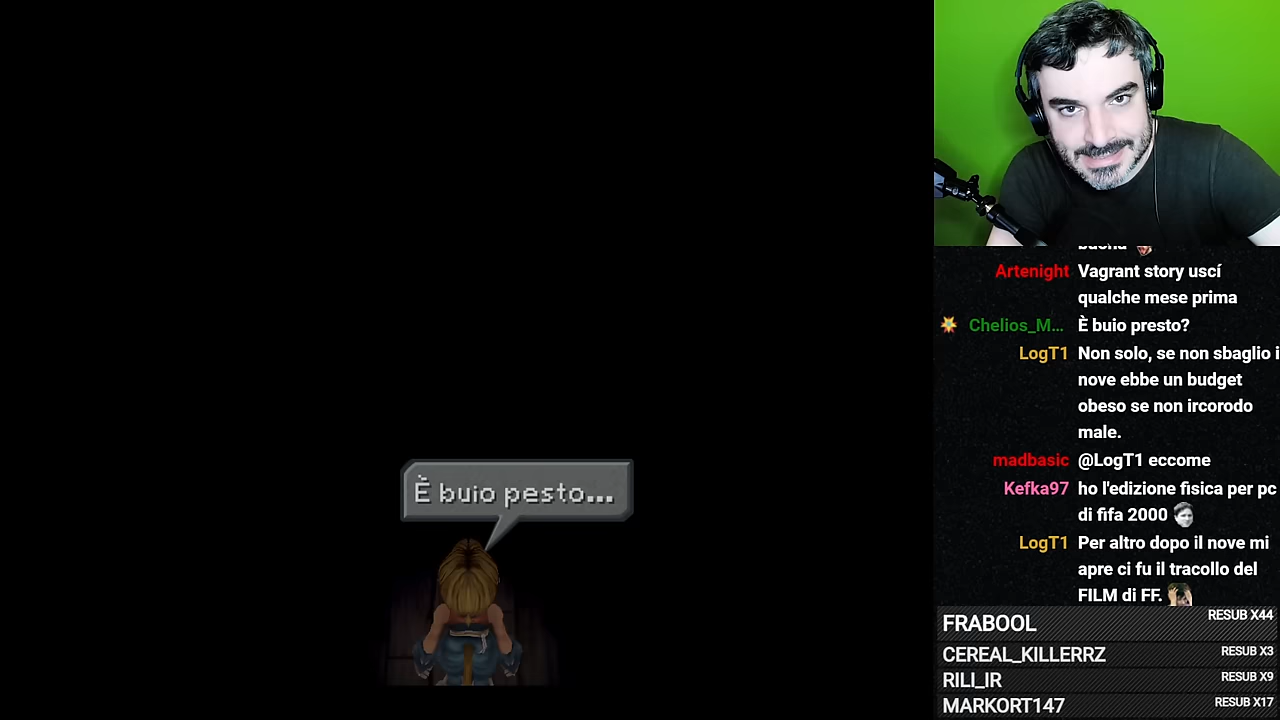 È buio pesto...
Artenight Vagrant story uscí
qualche mese prima
Chelios_M... È buio presto?
LogT1 Non solo, se non sbaglio i
nove ebbe un budget
obeso se non ircorodo
male.
madbasic @LogT1 eccome
Kefka97 ho l'edizione fisica per pc
di fifa 2000
LogT1 Per altro dopo il nove mi
apre ci fu il tracollo del
FILM di FF.
FRABOOL RESUB X44
CEREAL_KILLERRZ RESUB X3
RILI_IR RESUB X9
MARKORT147 RESUB X17